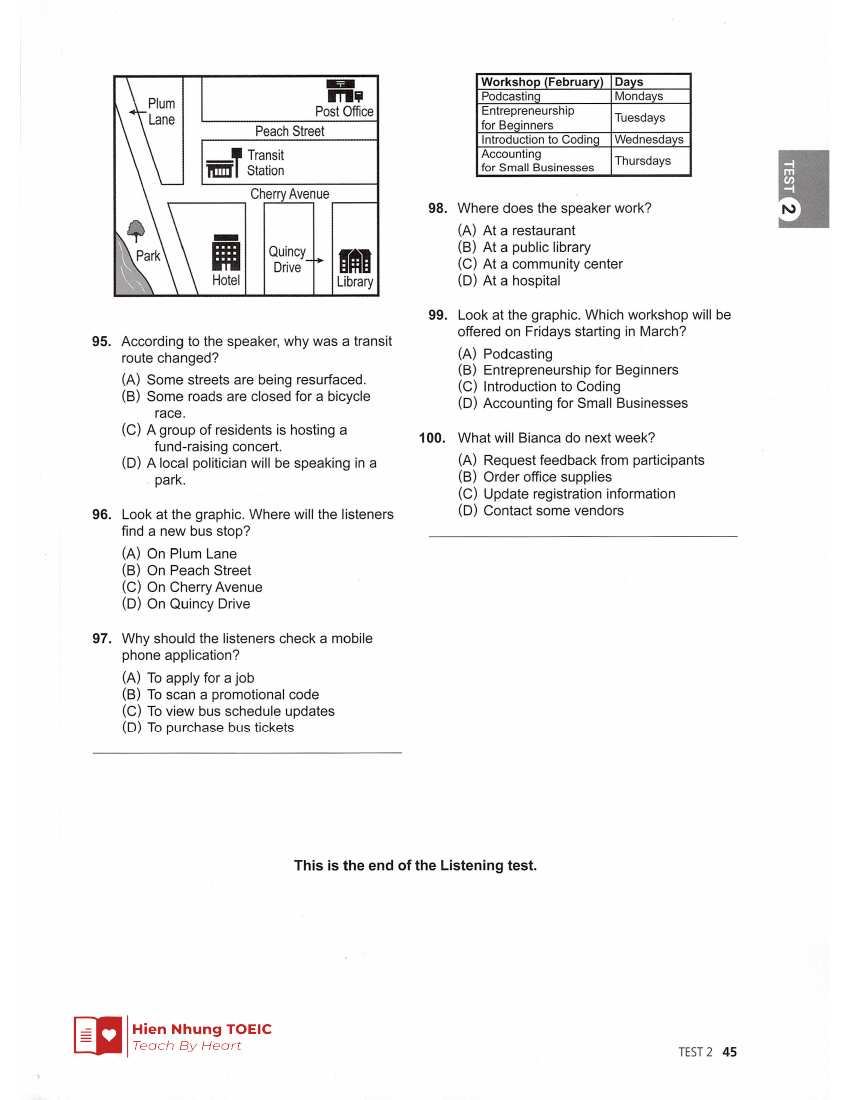 Plum
Lane
Post Office
Peach Street
Transit
Station
Cherry Avenue
Park
Hotel
Quincy
Drive
Library
95. According to the speaker, why was a transit
route changed?
(A) Some streets are being resurfaced.
(B) Some roads are closed for a bicycle
race.
(C) A group of residents is hosting a
fund-raising concert.
(D) A local politician will be speaking in a
park.
96. Look at the graphic. Where will the listeners
find a new bus stop?
(A) On Plum Lane
(B) On Peach Street
(C) On Cherry Avenue
(D) On Quincy Drive
97. Why should the listeners check a mobile
phone application?
(A) To apply for a job
(B) To scan a promotional code
(C) To view bus schedule updates
(D) To purchase bus tickets
Workshop (February) Days
Podcasting Mondays
Entrepreneurship
for Beginners Tuesdays
Introduction to Coding Wednesdays
Accounting
for Small Businesses Thursdays
98. Where does the speaker work?
(A) At a restaurant
(B) At a public library
(C) At a community center
(D) At a hospital
99. Look at the graphic. Which workshop will be
offered on Fridays starting in March?
(A) Podcasting
(B) Entrepreneurship for Beginners
(C) Introduction to Coding
(D) Accounting for Small Businesses
100. What will Bianca do next week?
(A) Request feedback from participants
(B) Order office supplies
(C) Update registration information
(D) Contact some vendors
TEST 2
This is the end of the Listening test.
Hien Nhung TOEIC
Teach By Heart
TEST 2 45